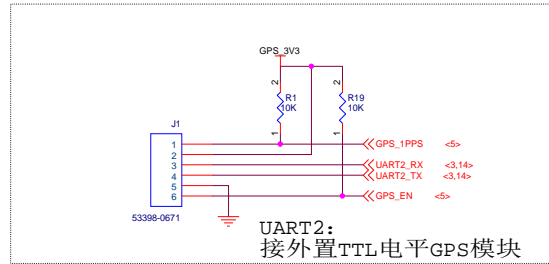 GPS_3V3
2
2
R1
10K
R19
10K
1
1
J1
1
GPS_1PPS <5>
2
3
UART2_RX <3,14>
4
UART2_TX <3,14>
5
6
GPS_EN <5>
53398-0671
UART2:
接外置TTL电平GPS模块